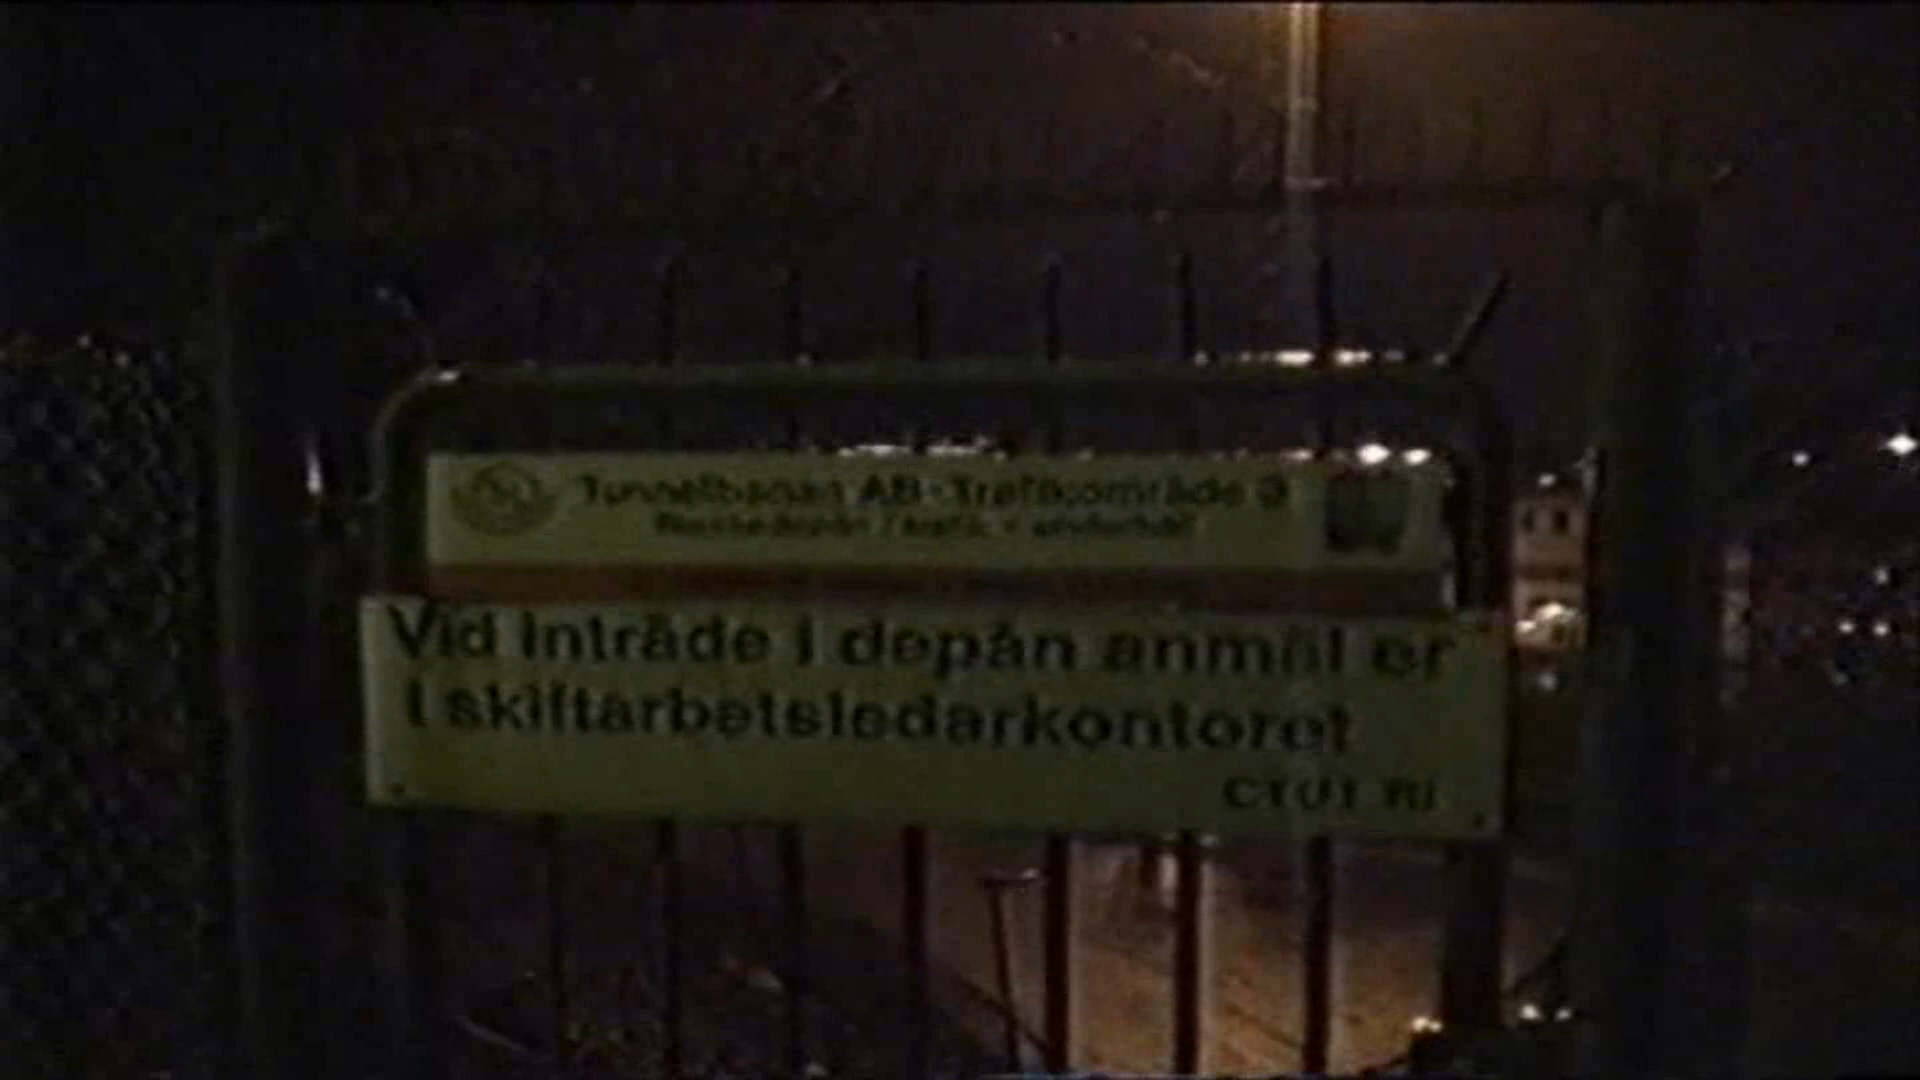 Tunnelbanan AB - Trafikområde 3
Vid inträde i depån anmäl er
i skiftarbetsledarkontoret